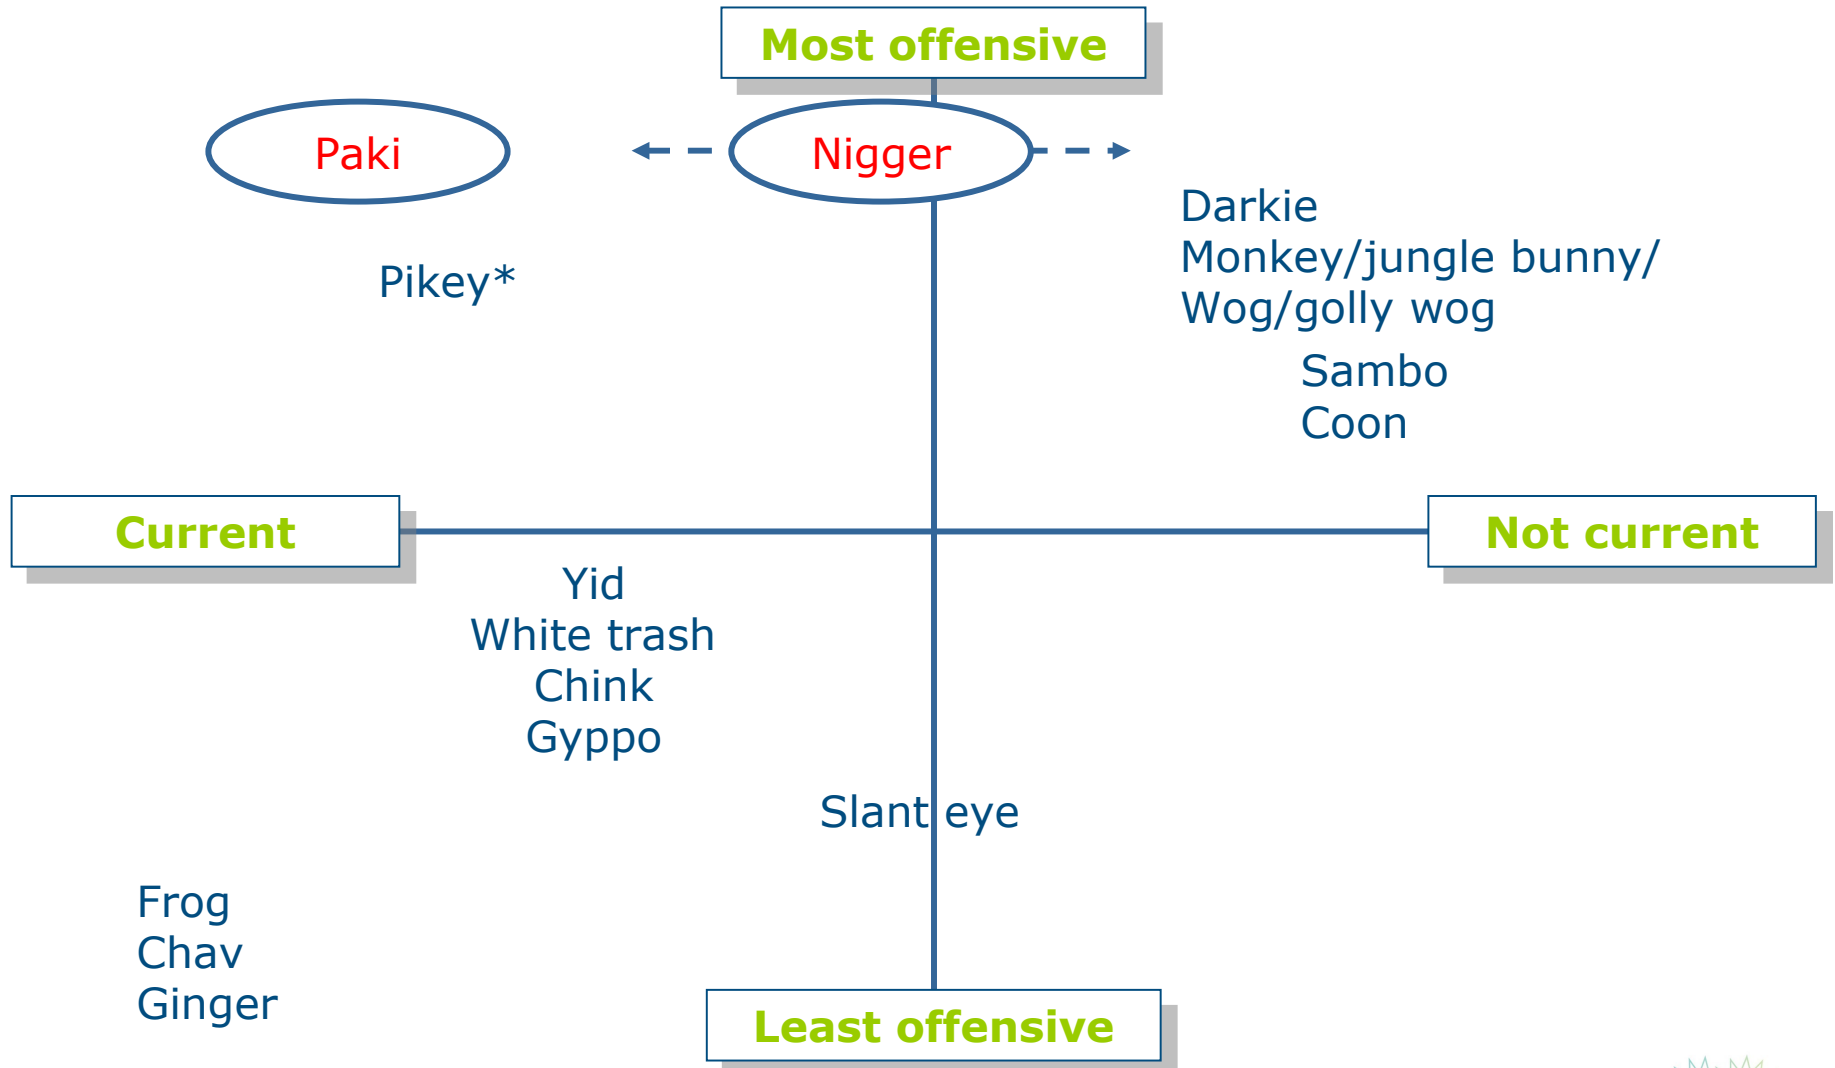 Most offensive
Paki
Nigger
Darkie
Monkey/jungle bunny/
Wog/golly wog
Pikey*
Sambo
Coon
Current
Not current
Yid
White trash
Chink
Gyppo
Slant eye
Frog
Chav
Ginger
Least offensive